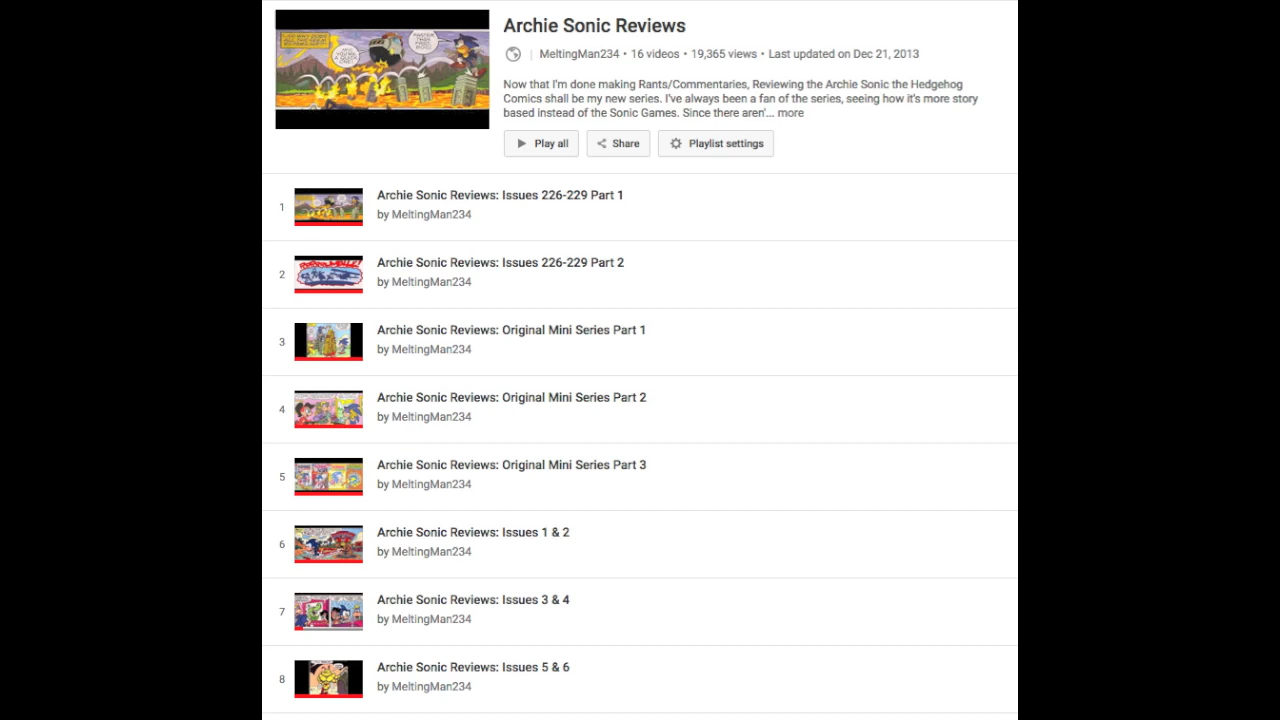 Archie Sonic Reviews
MeltingMan234 • 16 videos • 19,365 views • Last updated on Dec 21, 2013
Now that I'm done making Rants/Commentaries, Reviewing the Archie Sonic the Hedgehog
Comics shall be my new series. I've always been a fan of the series, seeing how it's more story
based instead of the Sonic Games. Since there aren'... more
Play all
Share
Playlist settings
1
Archie Sonic Reviews: Issues 226-229 Part 1
by MeltingMan234
2
Archie Sonic Reviews: Issues 226-229 Part 2
by MeltingMan234
3
Archie Sonic Reviews: Original Mini Series Part 1
by MeltingMan234
4
Archie Sonic Reviews: Original Mini Series Part 2
by MeltingMan234
5
Archie Sonic Reviews: Original Mini Series Part 3
by MeltingMan234
6
Archie Sonic Reviews: Issues 1 & 2
by MeltingMan234
7
Archie Sonic Reviews: Issues 3 & 4
by MeltingMan234
8
Archie Sonic Reviews: Issues 5 & 6
by MeltingMan234